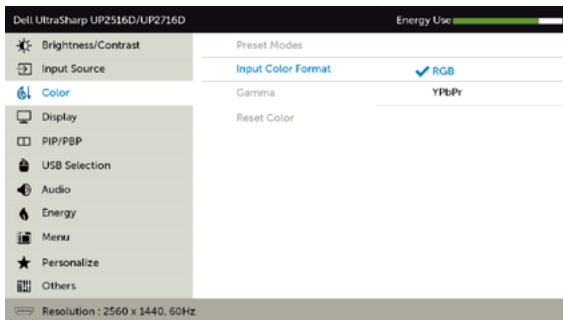 Dell UltraSharp UP2516D/UP2716D Energy Use
Brightness/Contrast Preset Modes
Input Source Input Color Format RGB
Color Gamma YPbPr
Display Reset Color
PIP/PBP
USB Selection
Audio
Energy
Menu
Personalize
Others
Resolution : 2560 x 1440, 60Hz